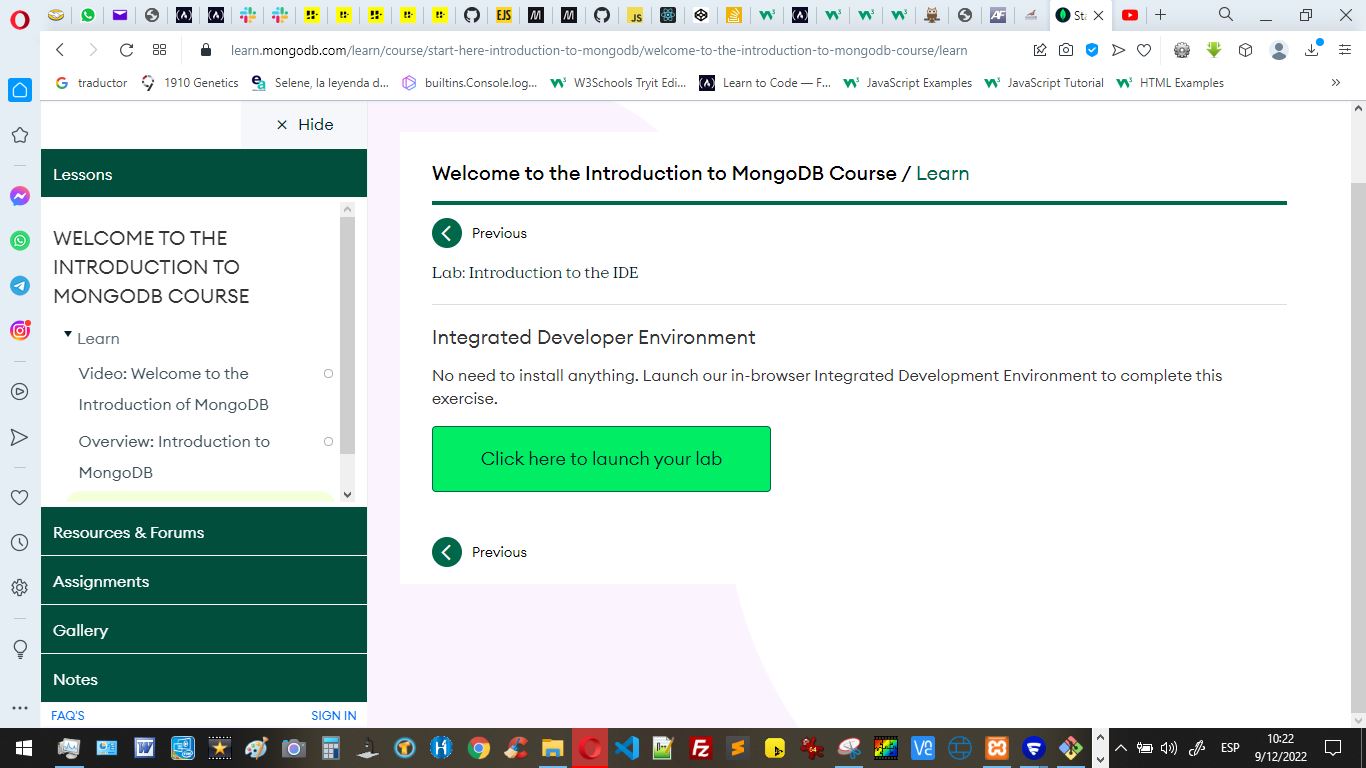 Sta
learn.mongodb.com/learn/course/start-here-introduction-to-mongodb/welcome-to-the-introduction-to-mongodb-course/learn
traductor
1910 Genetics
Selene, la leyenda d...
builtins.Console.log...
W3Schools Tryit Edi...
Learn to Code — F...
JavaScript Examples
JavaScript Tutorial
HTML Examples
»
× Hide
Lessons
WELCOME TO THE
INTRODUCTION TO
MONGODB COURSE
Learn
Video: Welcome to the
Introduction of MongoDB
Overview: Introduction to
MongoDB
Resources & Forums
Assignments
Gallery
Notes
FAQ'S
SIGN IN
Welcome to the Introduction to MongoDB Course / Learn
Previous
Lab: Introduction to the IDE
Integrated Developer Environment
No need to install anything. Launch our in-browser Integrated Development Environment to complete this
exercise.
Click here to launch your lab
Previous
ESP
10:22
9/12/2022